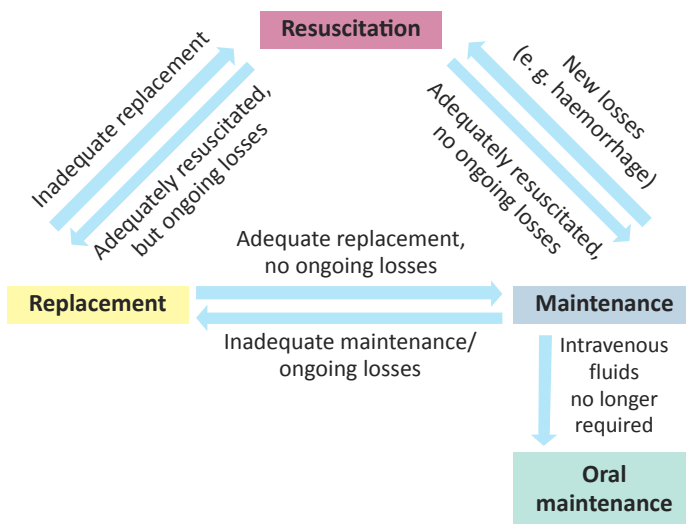 Resuscitation
Inadequate replacement
Adequately resuscitated,
but ongoing losses
New losses
(e. g. haemorrhage)
Adequately resuscitated,
no ongoing losses
Adequate replacement,
no ongoing losses
Replacement
Maintenance
Inadequate maintenance/
ongoing losses
Intravenous
fluids
no longer
required
Oral
maintenance